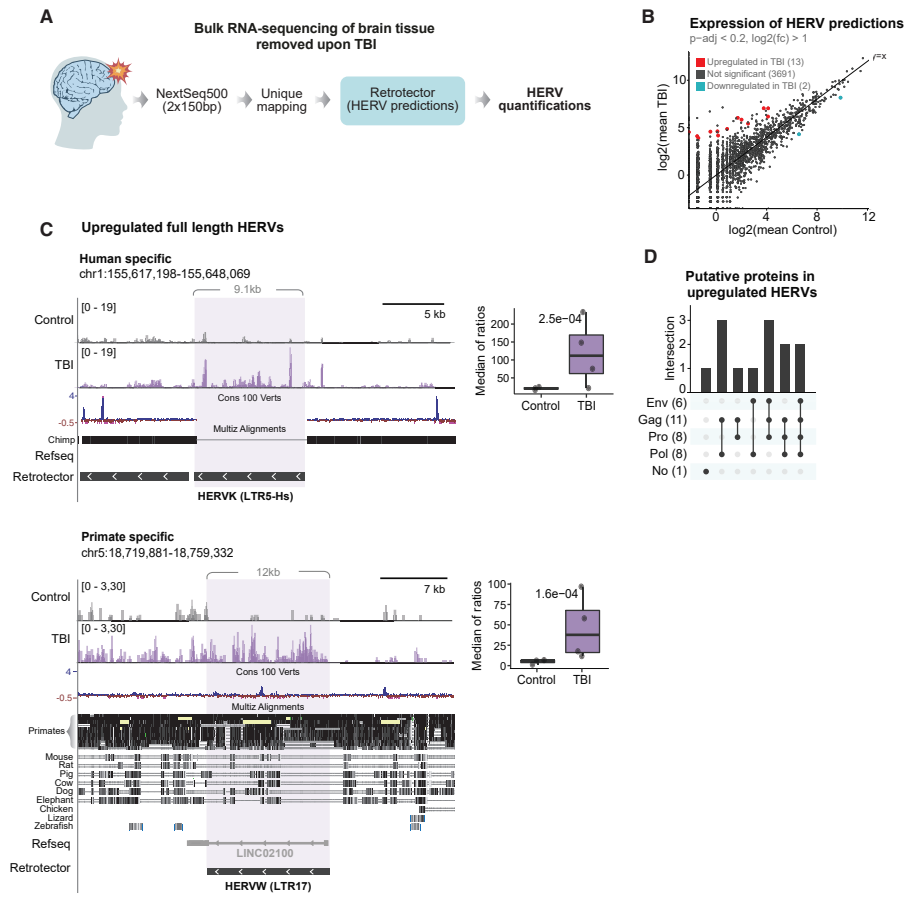 A
Bulk RNA-sequencing of brain tissue
removed upon TBI
NextSeq500
(2x150bp)
Unique
mapping
Retrotector
(HERV predictions)
HERV
quantifications
B
Expression of HERV predictions
p-adj < 0.2, log2(fc) > 1
y=x
Upregulated in TBI (13)
Not significant (3691)
Downregulated in TBI (2)
log2(mean TBI)
10
5
0
0 4 8 12
log2(mean Control)
C
Upregulated full length HERVs
Human specific
chr1:155,617,198-155,648,069
9.1kb
[0 - 19]
5 kb
Control
[0 - 19]
TBI
Cons 100 Verts
4
-0.5
Multiz Alignments
Chimp
Refseq
Retrotector
HERVK (LTR5-Hs)
Median of ratios
200
150
100
50
2.5e-04
Control TBI
D
Putative proteins in
upregulated HERVs
Intersection
3
2
1
0
Env (6)
Gag (11)
Pro (8)
Pol (8)
No (1)
Primate specific
chr5:18,719,881-18,759,332
12kb
[0 - 3,30]
7 kb
Control
[0 - 3,30]
TBI
Cons 100 Verts
4
-0.5
Multiz Alignments
Primates
Mouse
Rat
Pig
Cow
Dog
Elephant
Chicken
Lizard
Zebrafish
Refseq
LINC02100
Retrotector
HERVW (LTR17)
Median of ratios
100
75
50
25
0
1.6e-04
Control TBI